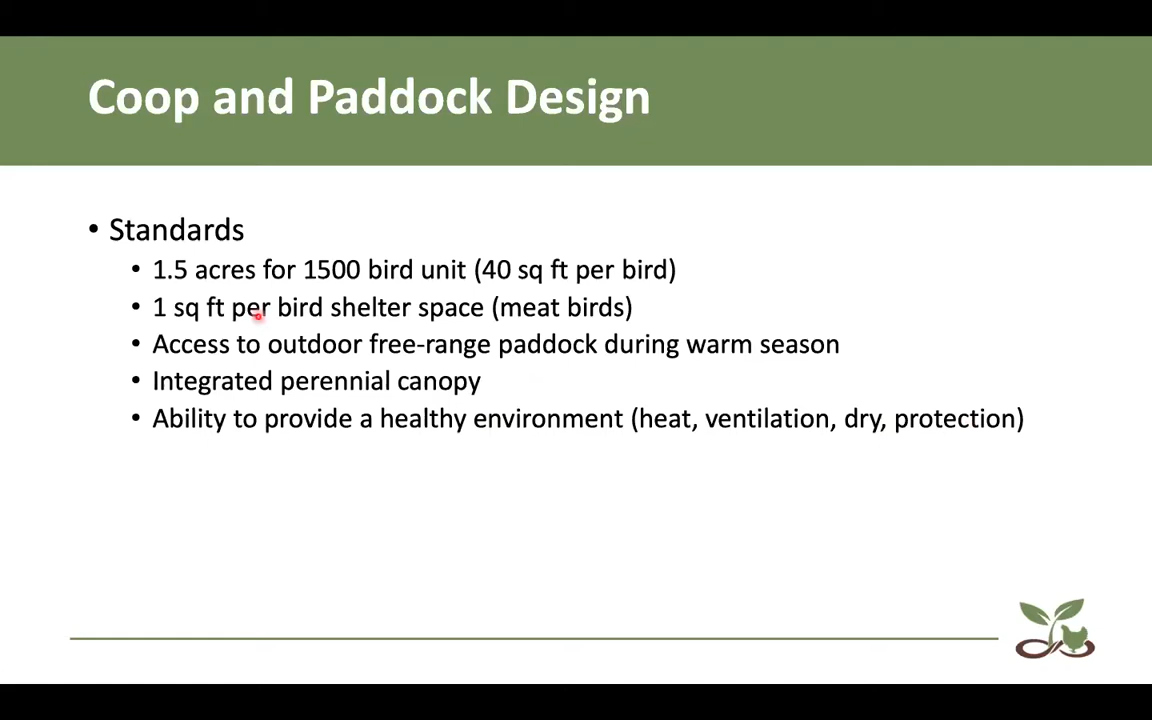 Coop and Paddock Design
• Standards
• 1.5 acres for 1500 bird unit (40 sq ft per bird)
• 1 sq ft per bird shelter space (meat birds)
• Access to outdoor free-range paddock during warm season
• Integrated perennial canopy
• Ability to provide a healthy environment (heat, ventilation, dry, protection)